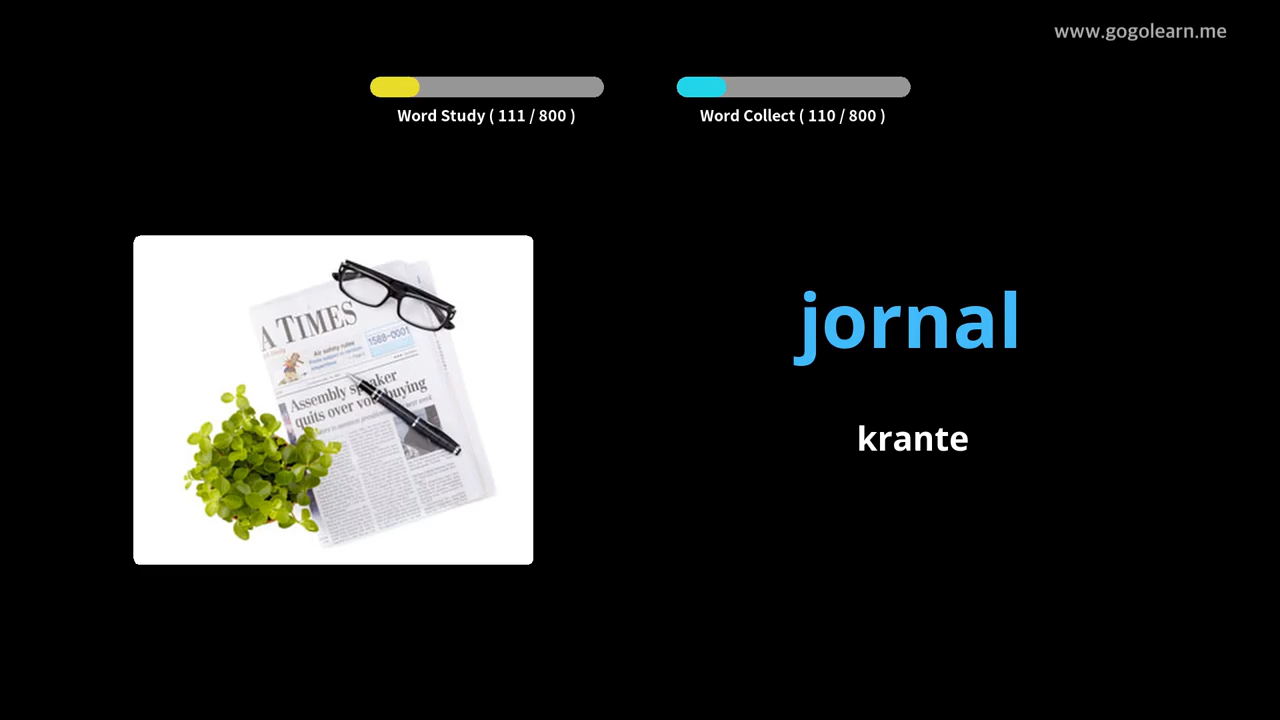 www.gogolearn.me
Word Study ( 111 / 800 )
Word Collect ( 110 / 800 )
A TIMES
Air safety rules
1588-0001
Assembly speaker
quits over vote buying
jornal
krante